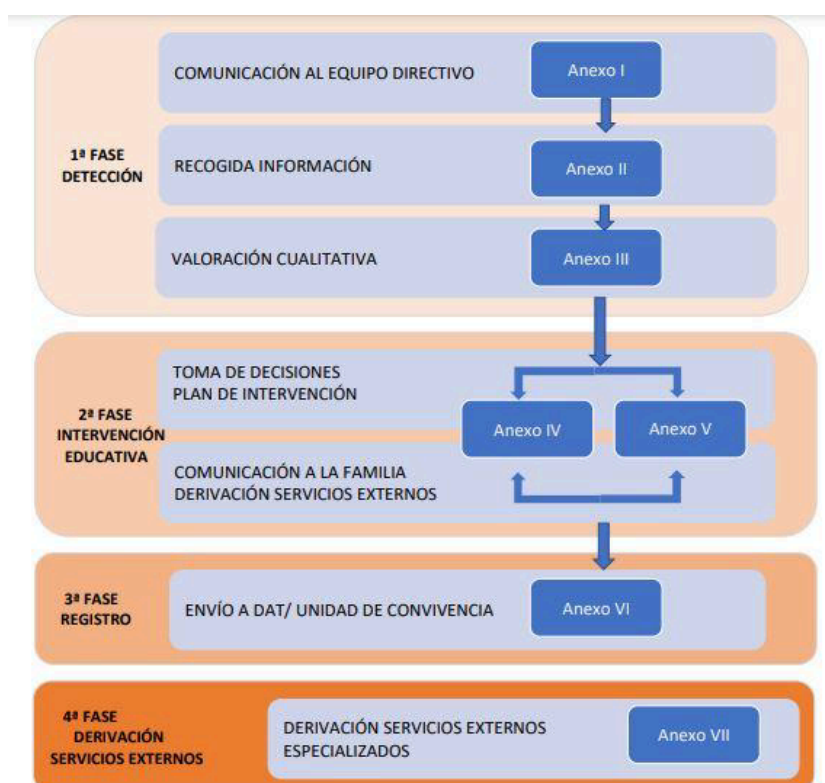 1ª FASE
DETECCIÓN
COMUNICACIÓN AL EQUIPO DIRECTIVO
Anexo I
RECOGIDA INFORMACIÓN
Anexo II
VALORACIÓN CUALITATIVA
Anexo III
2ª FASE
INTERVENCIÓN
EDUCATIVA
TOMA DE DECISIONES
PLAN DE INTERVENCIÓN
Anexo IV
Anexo V
COMUNICACIÓN A LA FAMILIA
DERIVACIÓN SERVICIOS EXTERNOS
3ª FASE
REGISTRO
ENVÍO A DAT/ UNIDAD DE CONVIVENCIA
Anexo VI
4ª FASE
DERIVACIÓN
SERVICIOS EXTERNOS
DERIVACIÓN SERVICIOS EXTERNOS
ESPECIALIZADOS
Anexo VII